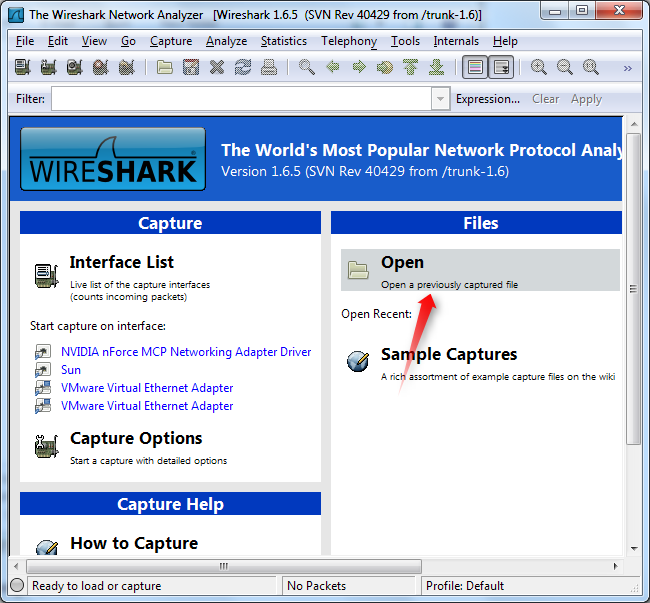 The Wireshark Network Analyzer [Wireshark 1.6.5 (SVN Rev 40429 from /trunk-1.6)]
File Edit View Go Capture Analyze Statistics Telephony Tools Internals Help
Filter: Expression... Clear Apply
WIRESHARK
The World's Most Popular Network Protocol Analy
Version 1.6.5 (SVN Rev 40429 from /trunk-1.6)
Capture
Interface List
Live list of the capture interfaces
(counts incoming packets)
Start capture on interface:
NVIDIA nForce MCP Networking Adapter Driver
Sun
VMware Virtual Ethernet Adapter
VMware Virtual Ethernet Adapter
Capture Options
Start a capture with detailed options
Capture Help
How to Capture
Files
Open
Open a previously captured file
Open Recent:
Sample Captures
A rich assortment of example capture files on the wiki
Ready to load or capture
No Packets
Profile: Default